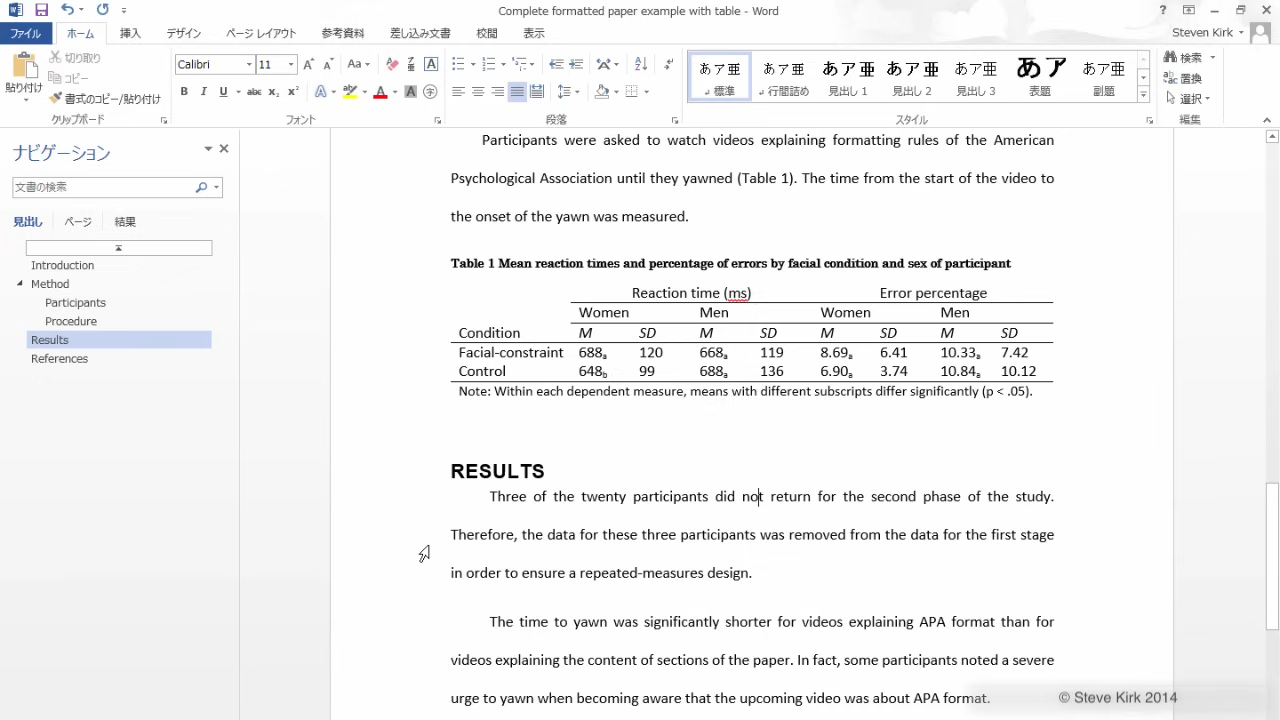 Complete formatted paper example with table - Word
Steven Kirk
ファイル ホーム 挿入 デザイン ページ レイアウト 参考資料 差し込み文書 校閲 表示
貼り付け
切り取り
コピー
書式のコピー/貼り付け
クリップボード
Calibri 11
フォント
段落
あア亜 標準
あア亜 行間詰め
あア亜 見出し 1
あア亜 見出し 2
あア亜 見出し 3
あア 表題
あア亜 副題
スタイル
検索
置換
選択
編集
ナビゲーション
文書の検索
見出し ページ 結果
Introduction
Method
Participants
Procedure
Results
References
Participants were asked to watch videos explaining formatting rules of the American
Psychological Association until they yawned (Table 1). The time from the start of the video to
the onset of the yawn was measured.
Table 1 Mean reaction times and percentage of errors by facial condition and sex of participant
Reaction time (ms) Error percentage
Women Men Women Men
Condition M SD M SD M SD M SD
Facial-constraint 688a 120 668a 119 8.69a 6.41 10.33a 7.42
Control 648b 99 688a 136 6.90a 3.74 10.84a 10.12
Note: Within each dependent measure, means with different subscripts differ significantly (p < .05).
RESULTS
Three of the twenty participants did not return for the second phase of the study.
Therefore, the data for these three participants was removed from the data for the first stage
in order to ensure a repeated-measures design.
The time to yawn was significantly shorter for videos explaining APA format than for
videos explaining the content of sections of the paper. In fact, some participants noted a severe
urge to yawn when becoming aware that the upcoming video was about APA format.
© Steve Kirk 2014